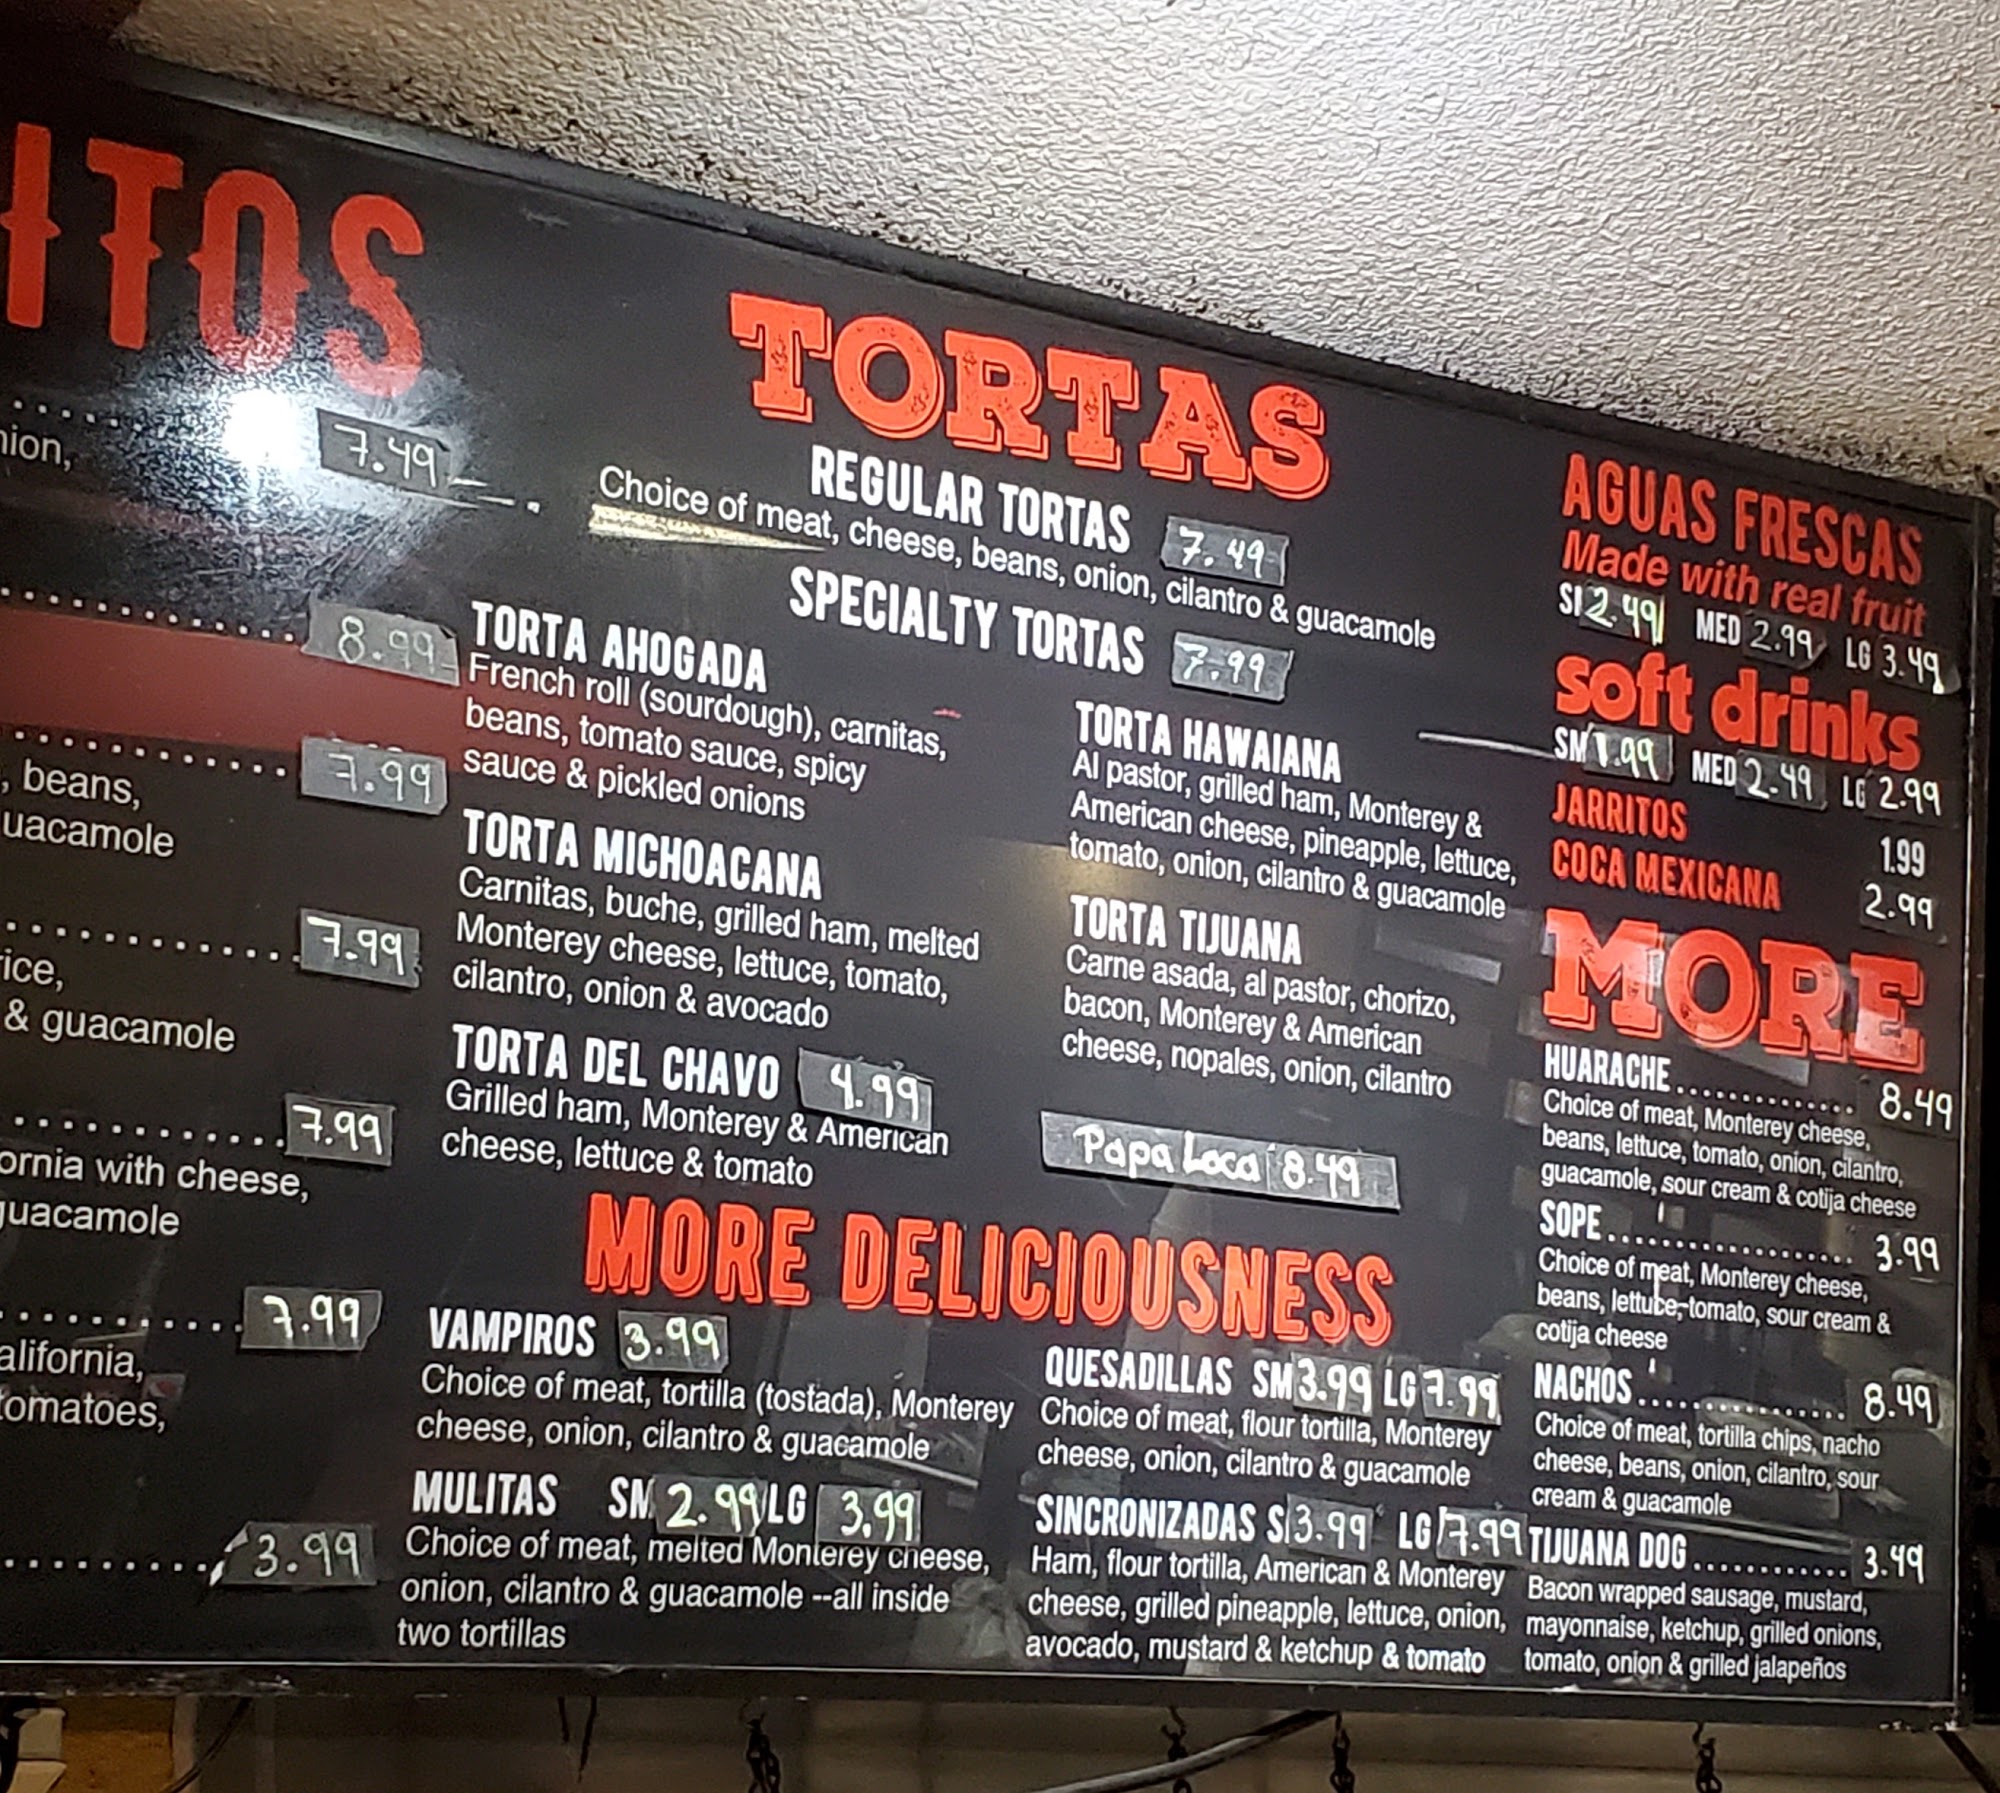 ITOS
7.49
nion,
8.99
7.99
, beans,
uacamole
7.99
rice,
& guacamole
7.99
ornia with cheese,
guacamole
7.99
alifornia,
tomatoes,
3.99
TORTAS
REGULAR TORTAS 7.49
Choice of meat, cheese, beans, onion, cilantro & guacamole
SPECIALTY TORTAS 7.99
TORTA AHOGADA
French roll (sourdough), carnitas,
beans, tomato sauce, spicy
sauce & pickled onions
TORTA MICHOACANA
Carnitas, buche, grilled ham, melted
Monterey cheese, lettuce, tomato,
cilantro, onion & avocado
TORTA DEL CHAVO 4.99
Grilled ham, Monterey & American
cheese, lettuce & tomato
TORTA HAWAIANA
Al pastor, grilled ham, Monterey &
American cheese, pineapple, lettuce,
tomato, onion, cilantro & guacamole
TORTA TIJUANA
Carne asada, al pastor, chorizo,
bacon, Monterey & American
cheese, nopales, onion, cilantro
Papa Loca 8.49
MORE DELICIOUSNESS
VAMPIROS 3.99
Choice of meat, tortilla (tostada), Monterey
cheese, onion, cilantro & guacamole
MULITAS SM 2.99 LG 3.99
Choice of meat, melted Monterey cheese,
onion, cilantro & guacamole --all inside
two tortillas
QUESADILLAS SM 3.99 LG 7.99
Choice of meat, flour tortilla, Monterey
cheese, onion, cilantro & guacamole
SINCRONIZADAS S 3.99 LG 7.99
Ham, flour tortilla, American & Monterey
cheese, grilled pineapple, lettuce, onion,
avocado, mustard & ketchup & tomato
AGUAS FRESCAS
Made with real fruit
S 2.49 MED 2.99 LG 3.49
soft drinks
SM 1.99 MED 2.49 LG 2.99
JARRITOS 1.99
COCA MEXICANA 2.99
MORE
HUARACHE.............. 8.49
Choice of meat, Monterey cheese,
beans, lettuce, tomato, onion, cilantro,
guacamole, sour cream & cotija cheese
SOPE.................... 3.99
Choice of meat, Monterey cheese,
beans, lettuce, tomato, sour cream &
cotija cheese
NACHOS................ 8.49
Choice of meat, tortilla chips, nacho
cheese, beans, onion, cilantro, sour
cream & guacamole
TIJUANA DOG............ 3.49
Bacon wrapped sausage, mustard,
mayonnaise, ketchup, grilled onions,
tomato, onion & grilled jalapeños